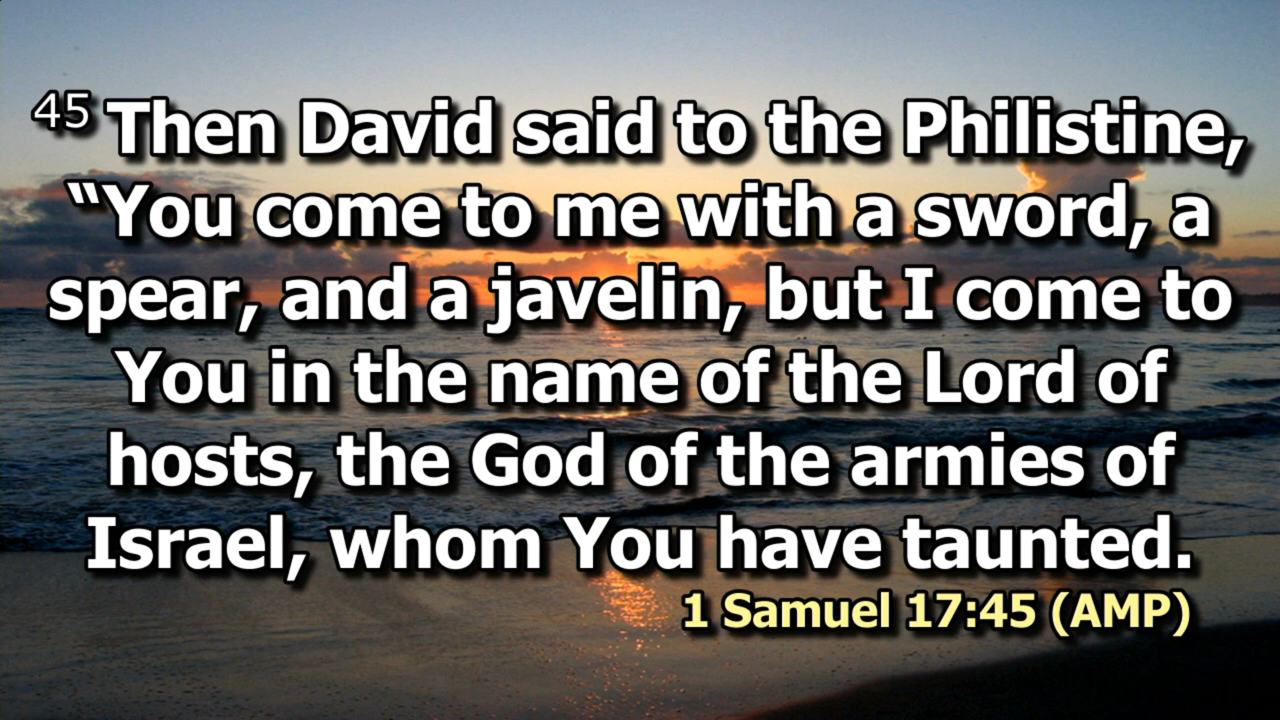 45 Then David said to the Philistine,
“You come to me with a sword, a
spear, and a javelin, but I come to
You in the name of the Lord of
hosts, the God of the armies of
Israel, whom You have taunted.
1 Samuel 17:45 (AMP)